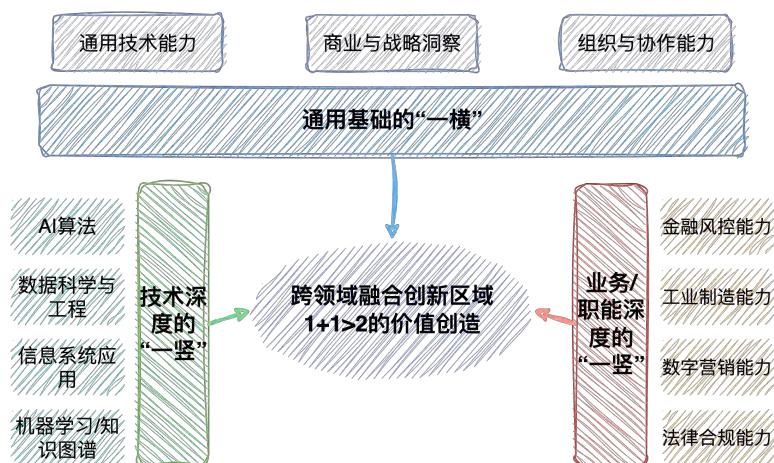 通用技术能力
商业与战略洞察
组织与协作能力
通用基础的“一横”
AI算法
数据科学与
工程
信息系统应
用
机器学习/知
识图谱
技术深
度的
“一竖”
跨领域融合创新区域
1+1>2的价值创造
业务/
职能深
度的
“一竖”
金融风控能力
工业制造能力
数字营销能力
法律合规能力